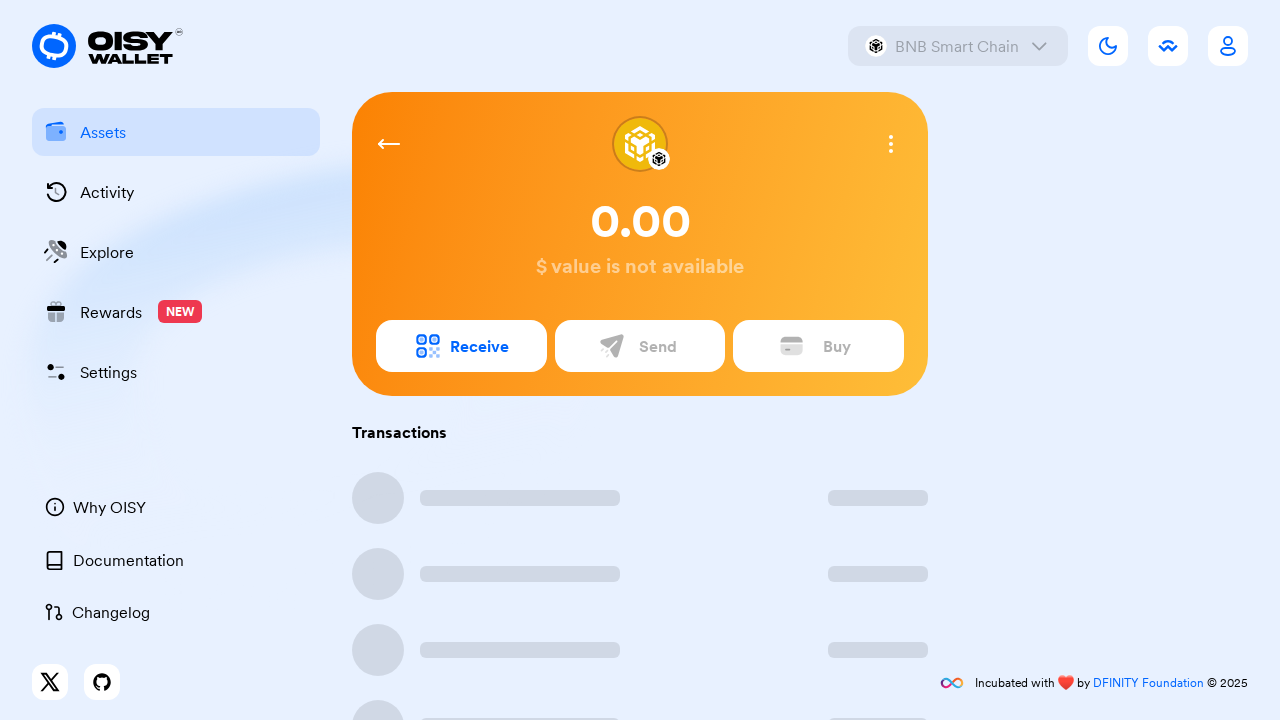 OISY
WALLET
BNB Smart Chain
Assets
Activity
Explore
Rewards NEW
Settings
0.00
$ value is not available
Receive
Send
Buy
Transactions
Why OISY
Documentation
Changelog
Incubated with ❤️ by DFINITY Foundation © 2025